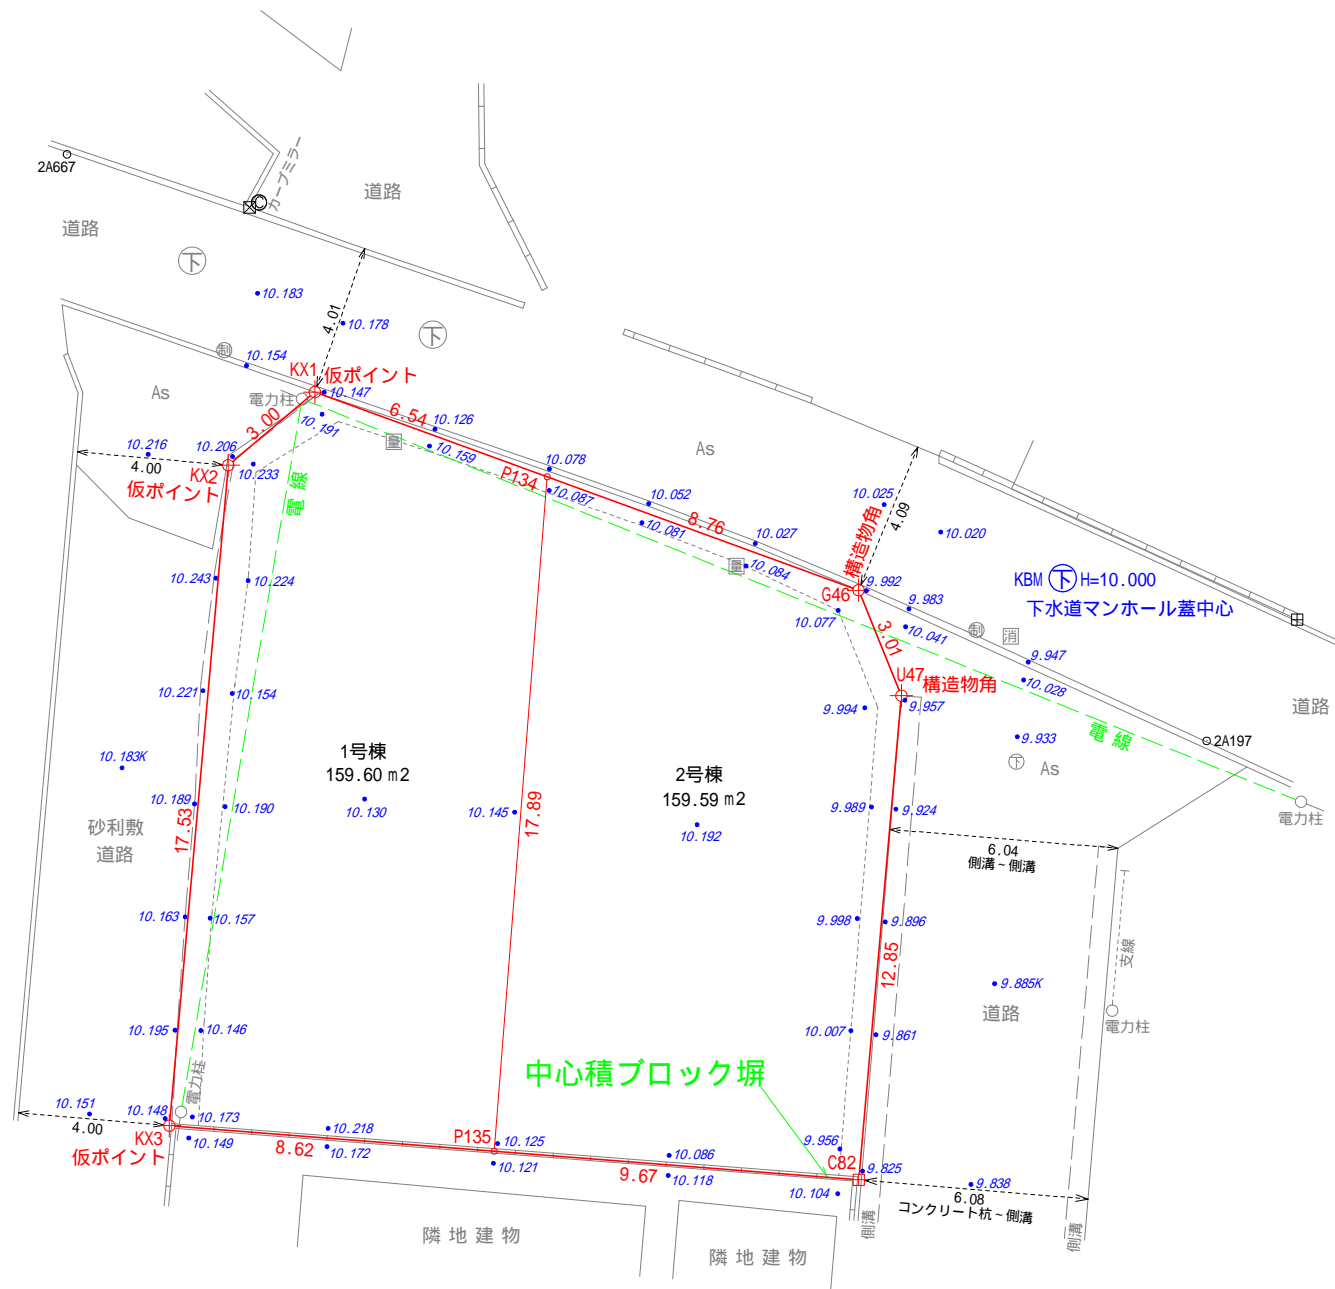 2A667
カーブミラー
道路
道路
下
10.183
4.01
10.178
下
制
10.154
KX1
仮ポイント
10.147
As
電力柱
3.00
10.191
6.54
10.126
量
10.159
10.216
4.00
10.206
KX2
10.233
仮ポイント
電線
P134
10.078
10.087
As
10.052
10.081
8.76
10.027
量
10.084
10.025
構造物角
4.09
10.020
KBM 下 H=10.000
下水道マンホール蓋中心
9.992
G46
10.077
9.983
10.041
制
消
9.947
10.028
3.01
U47
構造物角
9.957
9.994
10.243
10.224
10.221
10.154
道路
2A197
電線
9.933
下
As
電力柱
1号棟
159.60 m2
10.130
2号棟
159.59 m2
10.192
10.183K
10.189
10.190
17.53
砂利敷
道路
10.145
17.89
9.989
9.924
6.04
側溝~側溝
10.163
10.157
9.998
9.896
12.85
支線
9.885K
道路
電力柱
10.195
10.146
10.007
9.861
電力柱
中心積ブロック塀
10.151
4.00
10.148
KX3
仮ポイント
10.173
10.149
10.218
10.172
8.62
P135
10.125
10.121
10.086
10.118
9.67
9.956
C82
9.825
10.104
9.838
6.08
コンクリート杭~側溝
側溝
側溝
隣地建物
隣地建物